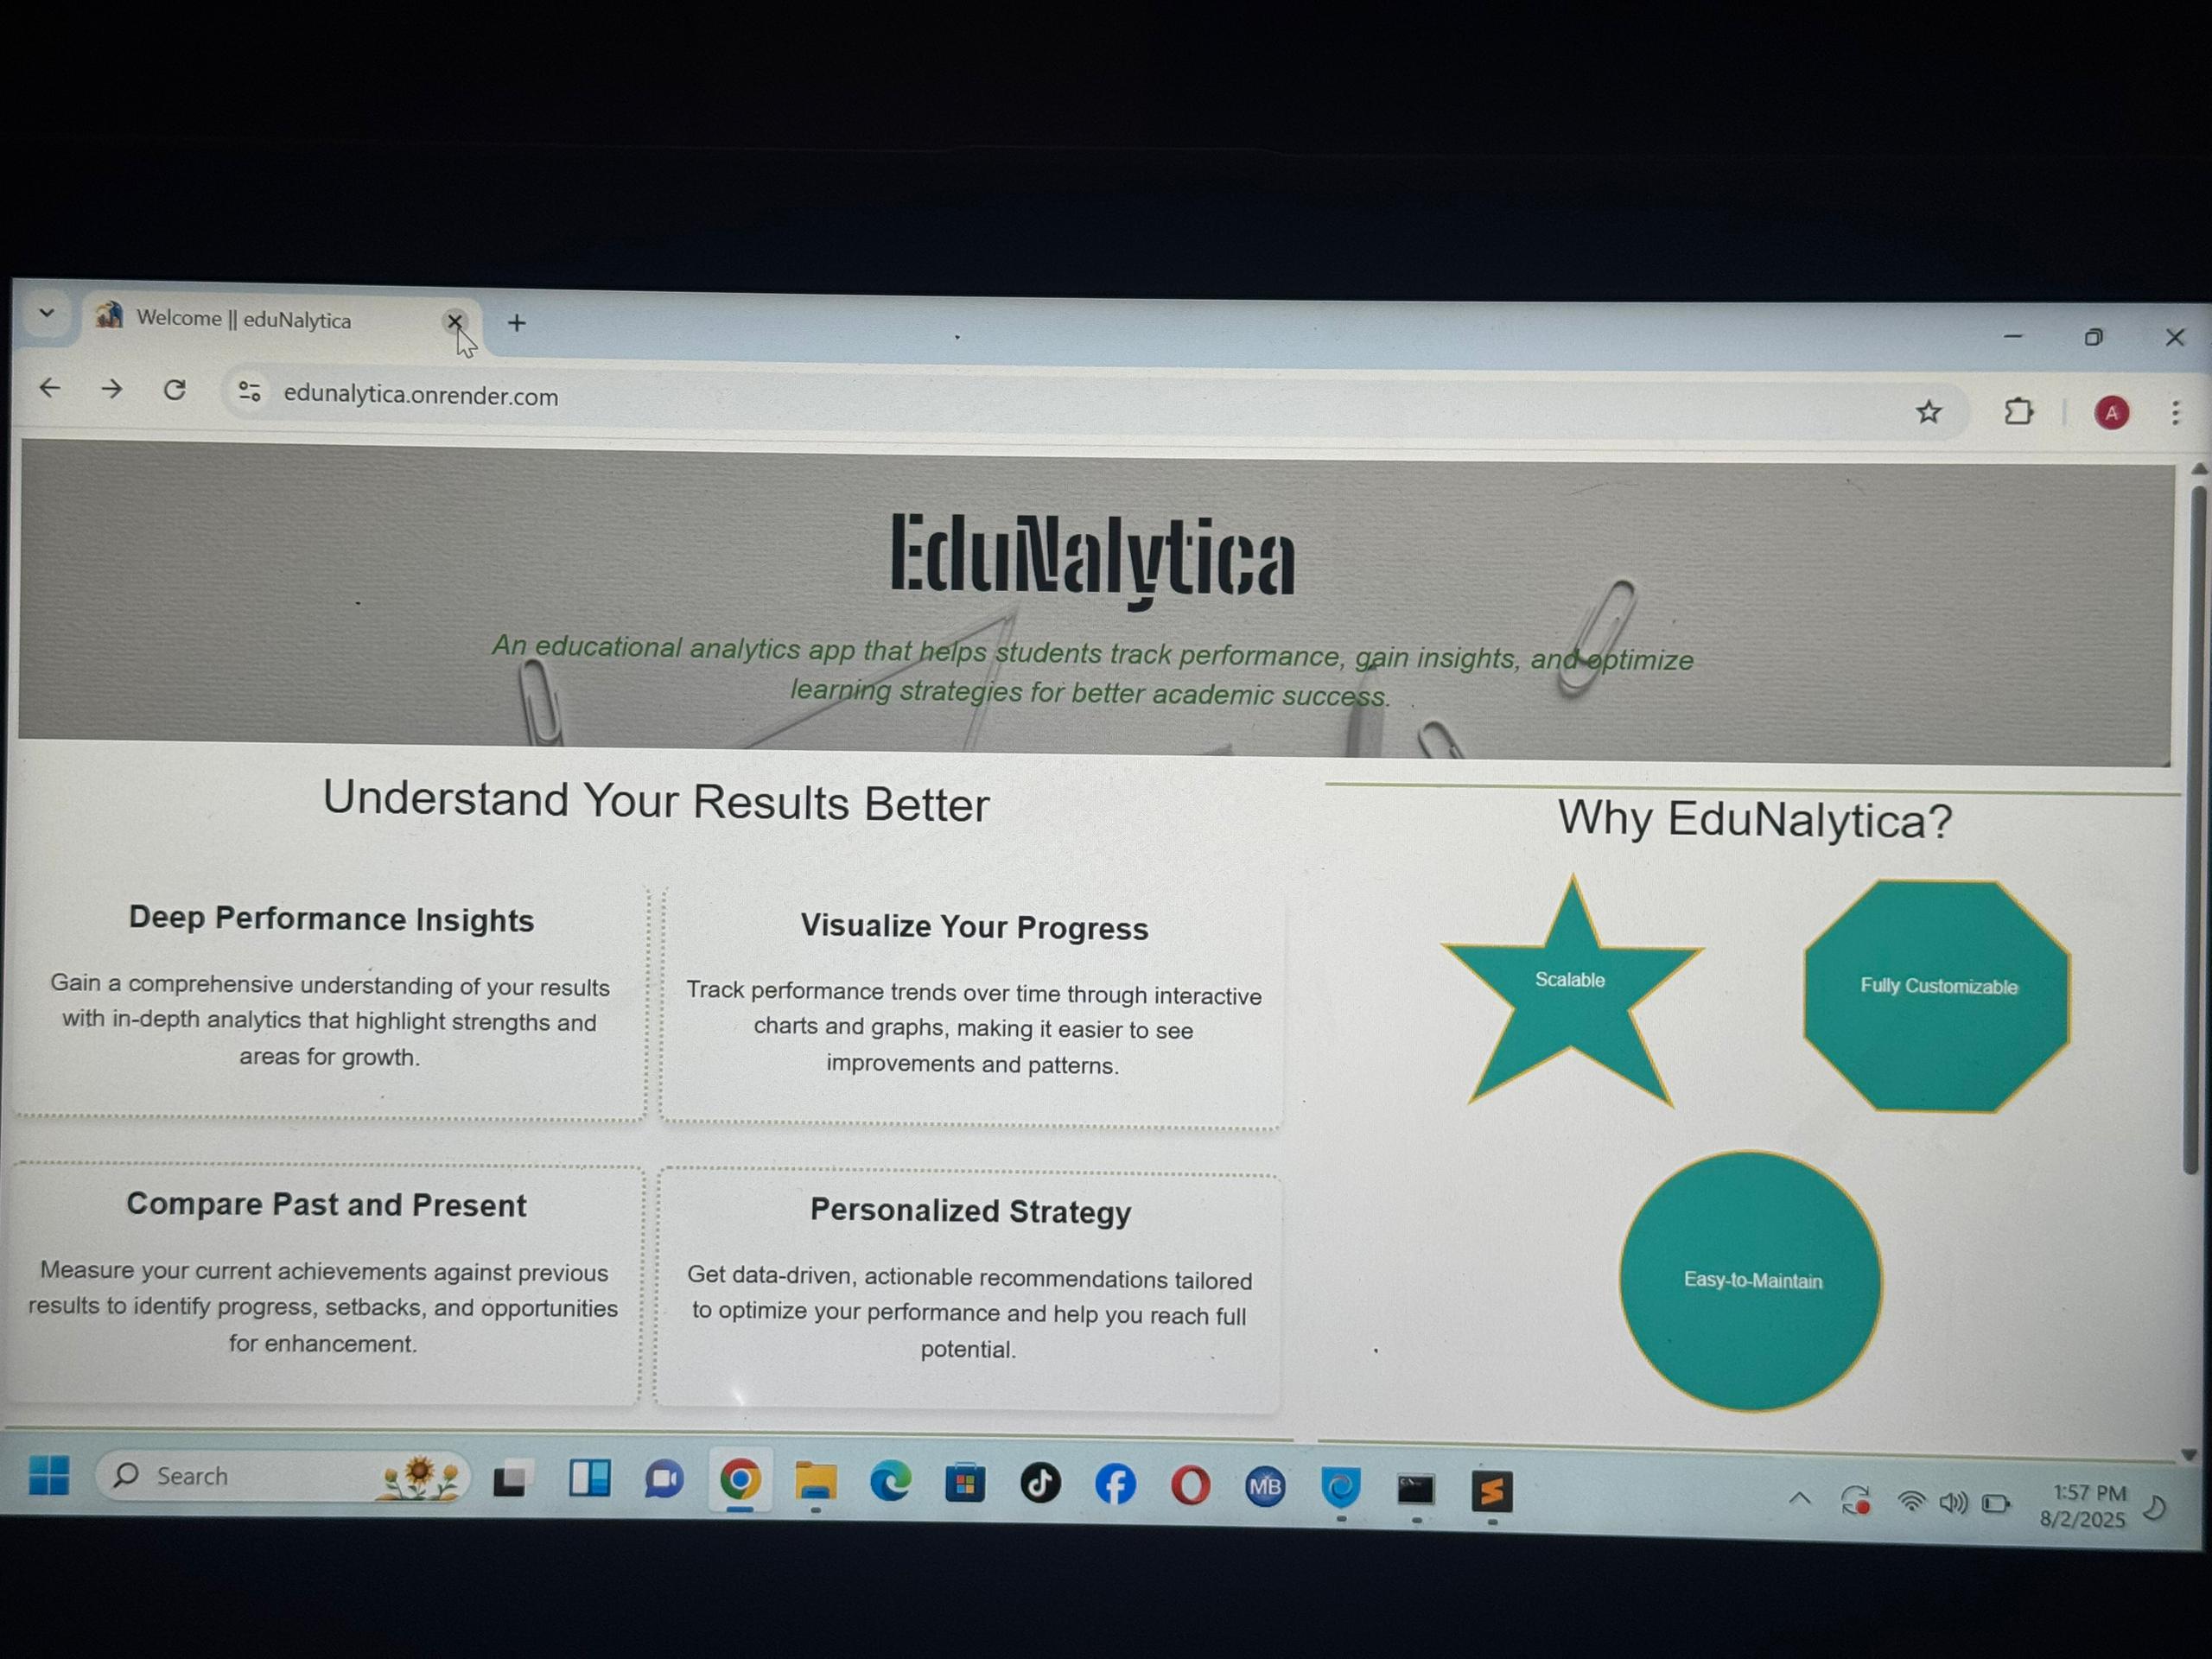 Welcome || eduNalytica
edunalytica.onrender.com
A
EduNalytica
An educational analytics app that helps students track performance, gain insights, and optimize
learning strategies for better academic success.
Understand Your Results Better
Deep Performance Insights
Gain a comprehensive understanding of your results
with in-depth analytics that highlight strengths and
areas for growth.
Visualize Your Progress
Track performance trends over time through interactive
charts and graphs, making it easier to see
improvements and patterns.
Compare Past and Present
Measure your current achievements against previous
results to identify progress, setbacks, and opportunities
for enhancement.
Personalized Strategy
Get data-driven, actionable recommendations tailored
to optimize your performance and help you reach full
potential.
Why EduNalytica?
Scalable
Fully Customizable
Easy-to-Maintain
Search
MB
1:57 PM
8/2/2025